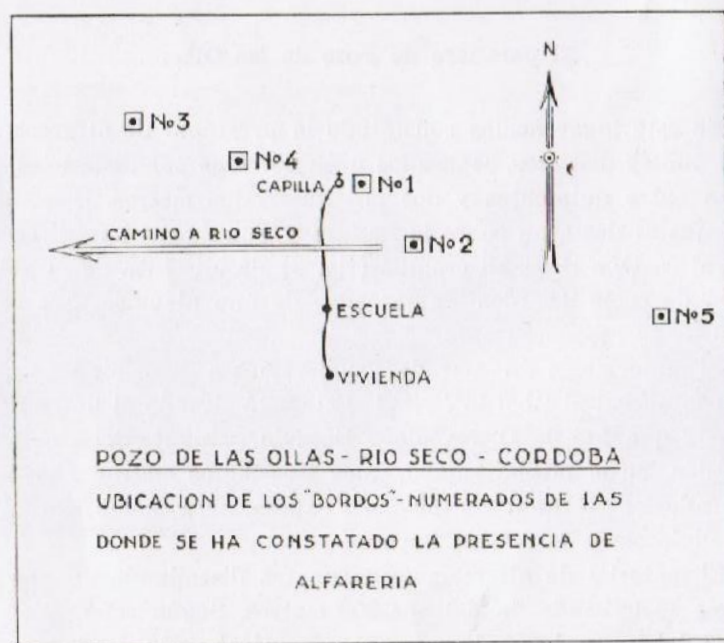 N
Nº3
Nº4
CAPILLA
Nº1
CAMINO A RIO SECO
Nº2
ESCUELA
Nº5
VIVIENDA
POZO DE LAS OLLAS - RIO SECO - CORDOBA
UBICACION DE LOS "BORDOS" - NUMERADOS DE 1A5
DONDE SE HA CONSTATADO LA PRESENCIA DE
ALFARERIA